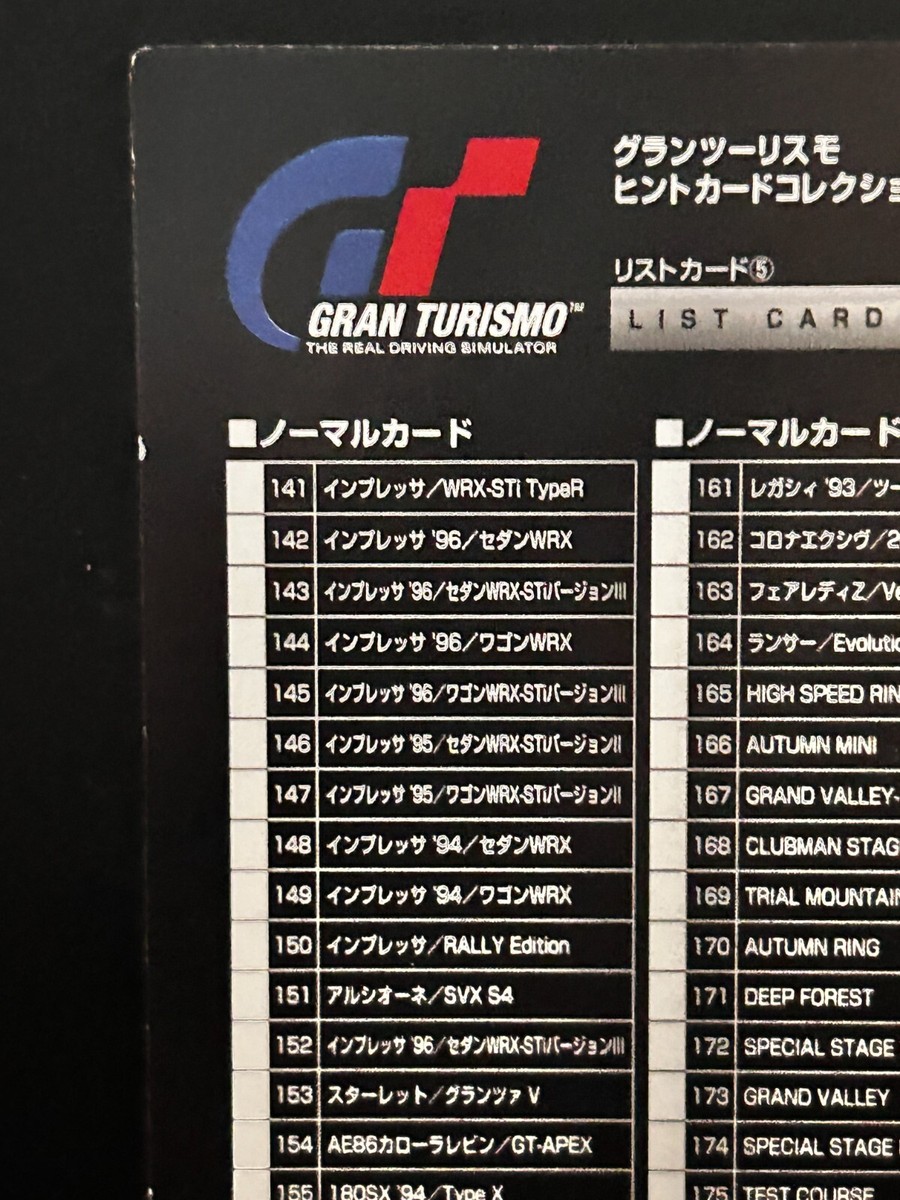 グランツーリスモ
ヒントカードコレクショ
リストカード⑤
LIST CARD
GRAN TURISMO™
THE REAL DRIVING SIMULATOR
■ノーマルカード
141 インプレッサ/WRX-STi TypeR
142 インプレッサ '96/セダンWRX
143 インプレッサ '96/セダンWRX-STiバージョンIII
144 インプレッサ '96/ワゴンWRX
145 インプレッサ '96/ワゴンWRX-STiバージョンIII
146 インプレッサ '95/セダンWRX-STiバージョンII
147 インプレッサ '95/ワゴンWRX-STiバージョンII
148 インプレッサ '94/セダンWRX
149 インプレッサ '94/ワゴンWRX
150 インプレッサ/RALLY Edition
151 アルシオーネ/SVX S4
152 インプレッサ '96/セダンWRX-STiバージョンIII
153 スターレット/グランツァ V
154 AE86カローラレビン/GT-APEX
155 180SX '94/Type X
■ノーマルカード
161 レガシィ '93/ツー
162 コロナエクシヴ/2
163 フェアレディZ/Ve
164 ランサー/Evolutio
165 HIGH SPEED RIN
166 AUTUMN MINI
167 GRAND VALLEY-
168 CLUBMAN STAG
169 TRIAL MOUNTAIN
170 AUTUMN RING
171 DEEP FOREST
172 SPECIAL STAGE
173 GRAND VALLEY
174 SPECIAL STAGE
175 TEST COURSE